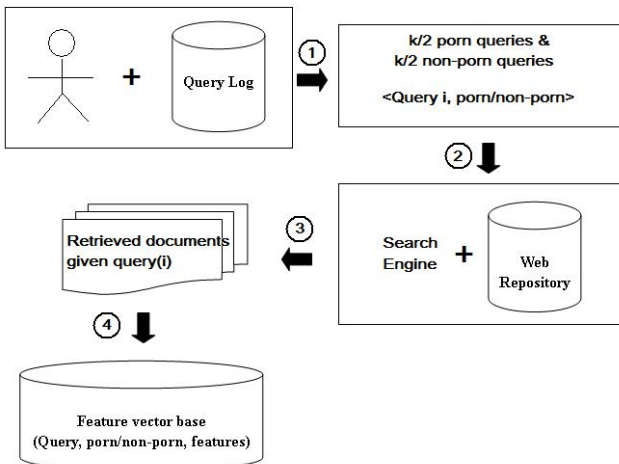 +
Query Log
1
k/2 porn queries &
k/2 non-porn queries
<Query i, porn/non-porn>
2
Search
Engine
+
Web
Repository
3
Retrieved documents
given query(i)
4
Feature vector base
(Query, porn/non-porn, features)